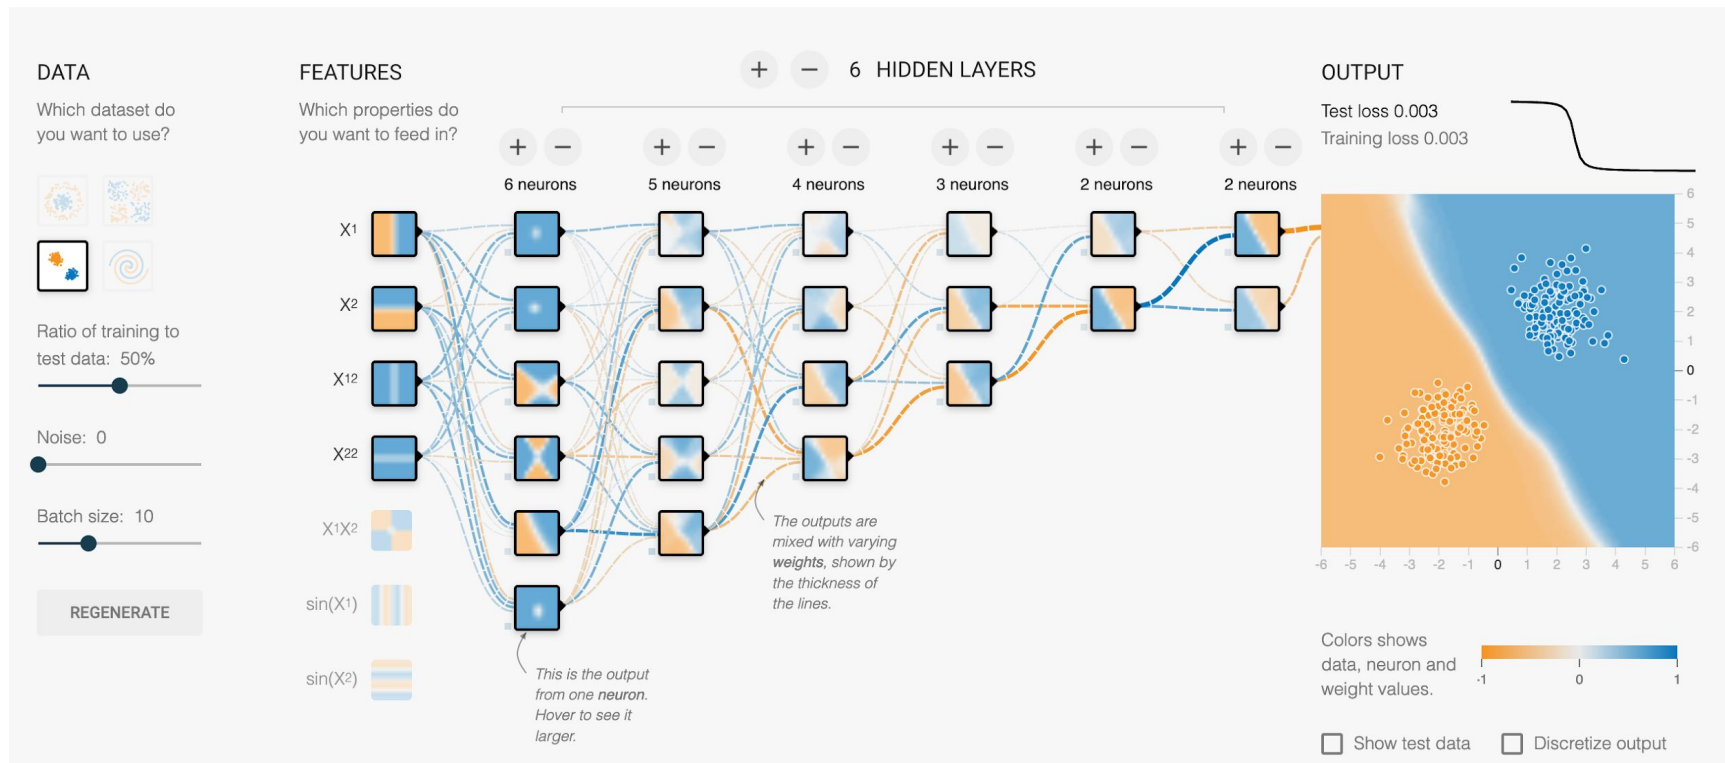 DATA
Which dataset do
you want to use?
Ratio of training to
test data: 50%
Noise: 0
Batch size: 10
REGENERATE
FEATURES
Which properties do
you want to feed in?
X1
X2
X12
X22
X1X2
sin(X1)
sin(X2)
+ − 6 HIDDEN LAYERS
+ − + − + − + − + − + −
6 neurons 5 neurons 4 neurons 3 neurons 2 neurons 2 neurons
The outputs are
mixed with varying
weights, shown by
the thickness of
the lines.
This is the output
from one neuron.
Hover to see it
larger.
OUTPUT
Test loss 0.003
Training loss 0.003
6
5
4
3
2
1
0
-1
-2
-3
-4
-5
-6
-6 -5 -4 -3 -2 -1 0 1 2 3 4 5 6
Colors shows
data, neuron and
weight values.
-1 0 1
Show test data Discretize output